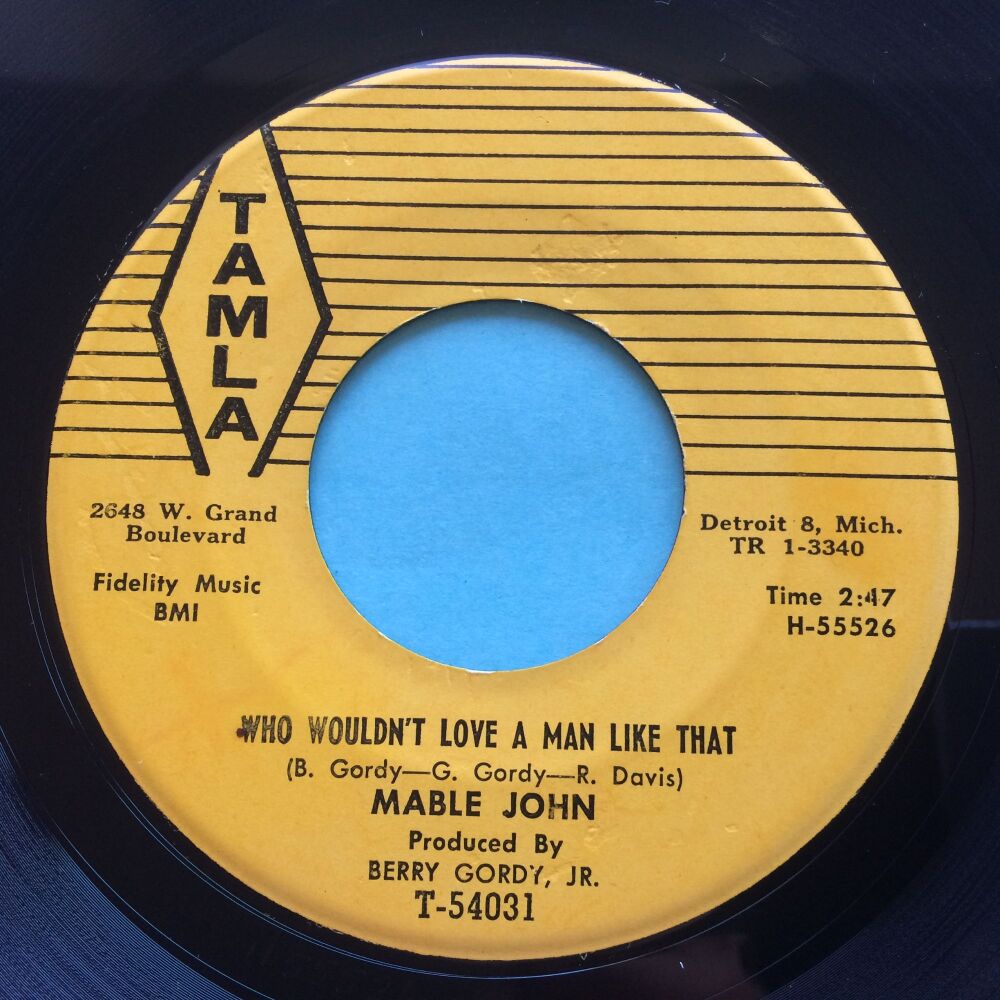 TAMLA
2648 W. Grand
Boulevard
Fidelity Music
BMI
Detroit 8, Mich.
TR 1-3340
Time 2:47
H-55526
WHO WOULDN'T LOVE A MAN LIKE THAT
(B. Gordy—G. Gordy—R. Davis)
MABLE JOHN
Produced By
BERRY GORDY, JR.
T-54031